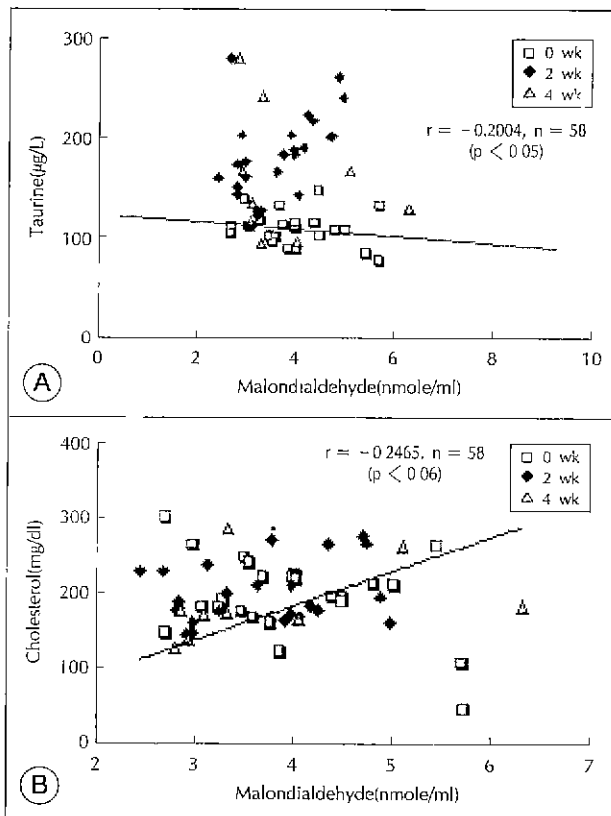 300
200
100
0
Taurine(μg/L)
0 wk
2 wk
4 wk
r = -0.2004, n = 58
(p < 0 05)
0
2
4
6
8
10
Malondialdehyde(nmole/ml)
A
400
300
200
100
0
Cholesterol(mg/dl)
r = -0 2465, n = 58
(p < 0 06)
0 wk
2 wk
4 wk
2
3
4
5
6
7
Malondialdehyde(nmole/ml)
B